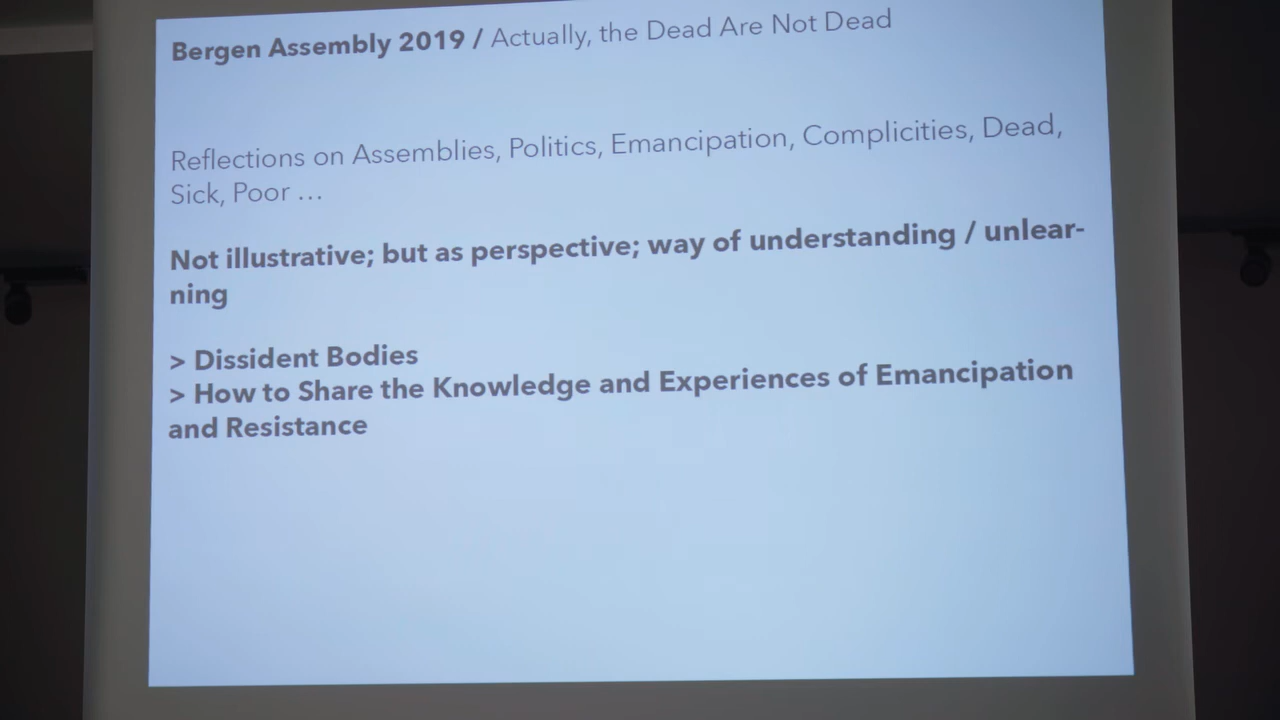 Bergen Assembly 2019 / Actually, the Dead Are Not Dead
Reflections on Assemblies, Politics, Emancipation, Complicities, Dead,
Sick, Poor …
Not illustrative; but as perspective; way of understanding / unlear-
ning
> Dissident Bodies
> How to Share the Knowledge and Experiences of Emancipation
and Resistance